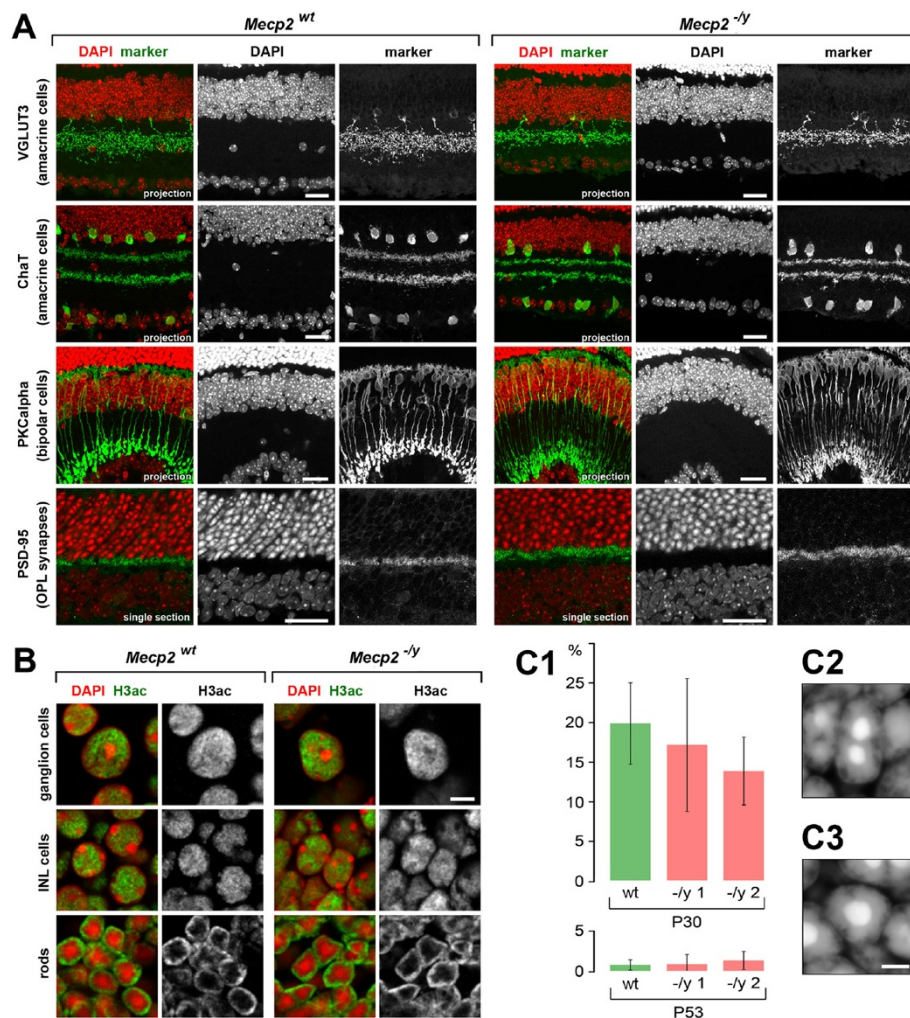 A
Mecp2 wt
Mecp2 -/y
DAPI marker DAPI marker
DAPI marker DAPI marker
VGLUT3
(amacrine cells)
projection
projection
ChaT
(amacrine cells)
projection
projection
PKCalpha
(bipolar cells)
projection
projection
PSD-95
(OPL synapses)
single section
single section
B
Mecp2 wt
Mecp2 -/y
DAPI H3ac H3ac
DAPI H3ac H3ac
ganglion cells
INL cells
rods
C1
%
25
20
15
10
5
0
wt -/y 1 -/y 2
P30
5
0
wt -/y 1 -/y 2
P53
C2
C3